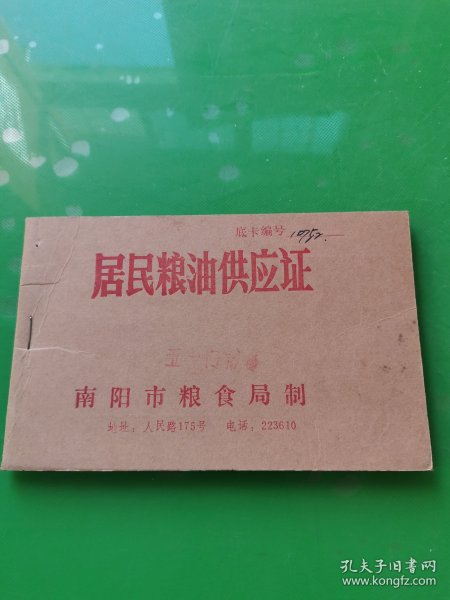 底卡编号
居民粮油供应证
南阳市粮食局制
地址：人民路175号 电话：223610
孔夫子旧书网
www.kongfz.com